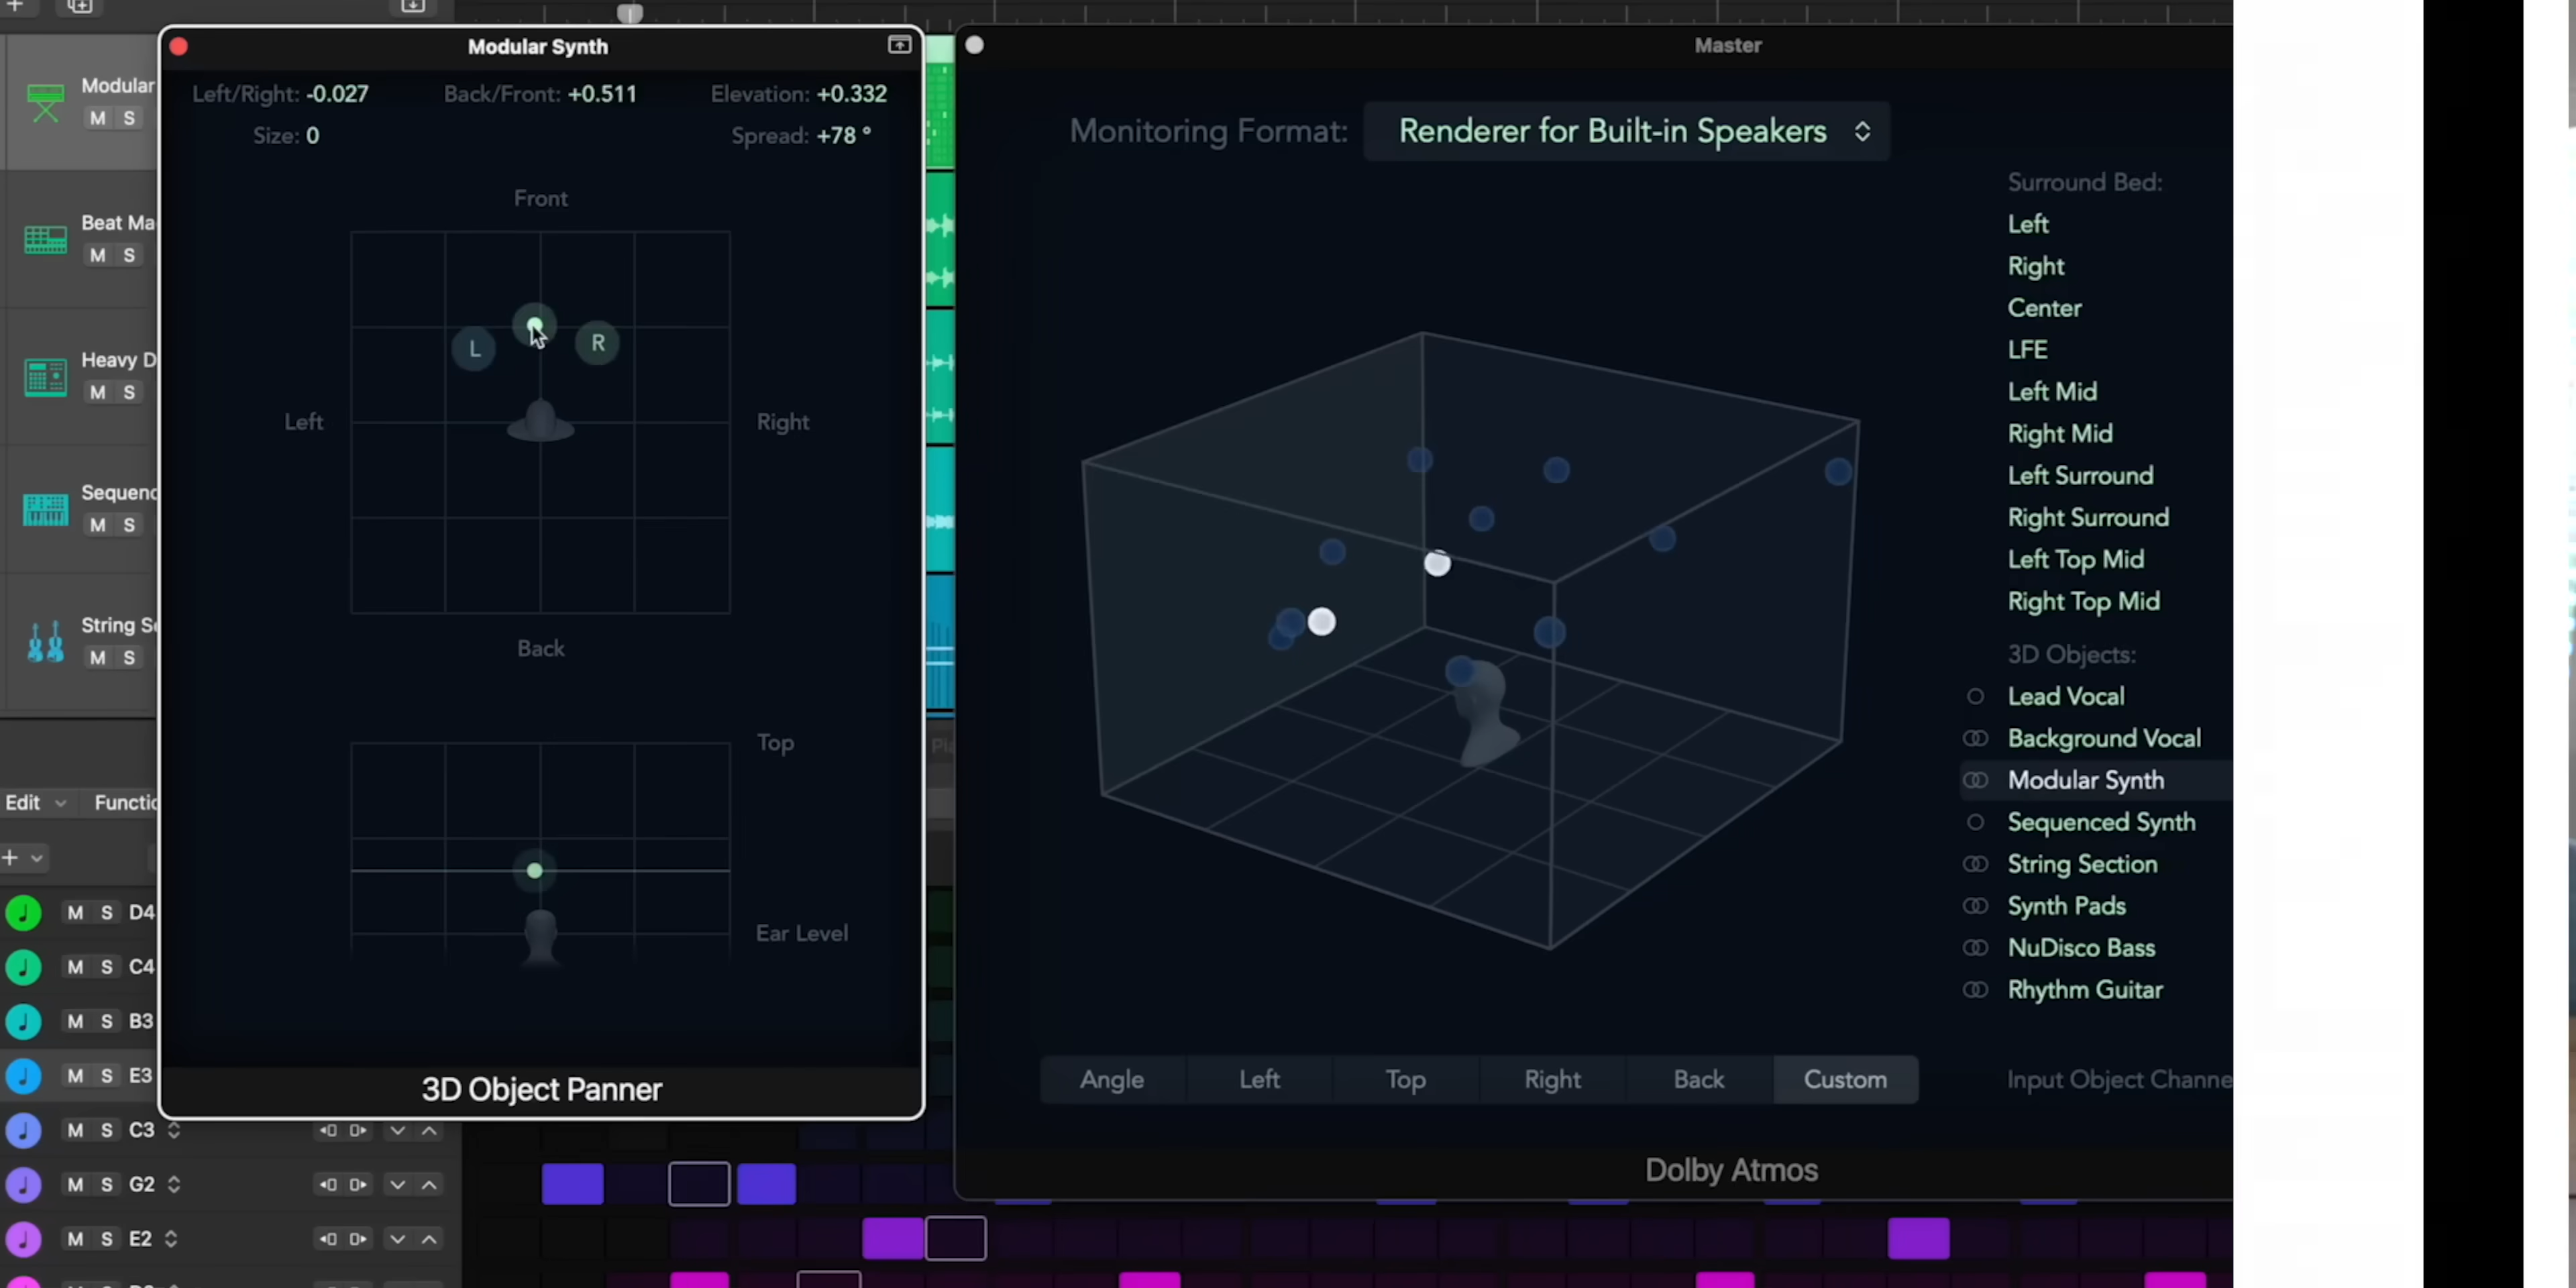 Modular
M S
Beat Ma
M S
Heavy D
M S
Sequenc
M S
String Se
M S
Edit Functio
M S D4
M S C4
M S B3
M S E3
M S C3
M S G2
M S E2
Modular Synth
Left/Right: -0.027 Back/Front: +0.511 Elevation: +0.332
Size: 0 Spread: +78 °
Front
L R
Left Right
Back
Top
Ear Level
3D Object Panner
Master
Monitoring Format: Renderer for Built-in Speakers
Surround Bed:
Left
Right
Center
LFE
Left Mid
Right Mid
Left Surround
Right Surround
Left Top Mid
Right Top Mid
3D Objects:
Lead Vocal
Background Vocal
Modular Synth
Sequenced Synth
String Section
Synth Pads
NuDisco Bass
Rhythm Guitar
Angle Left Top Right Back Custom
Input Object Channe
Dolby Atmos